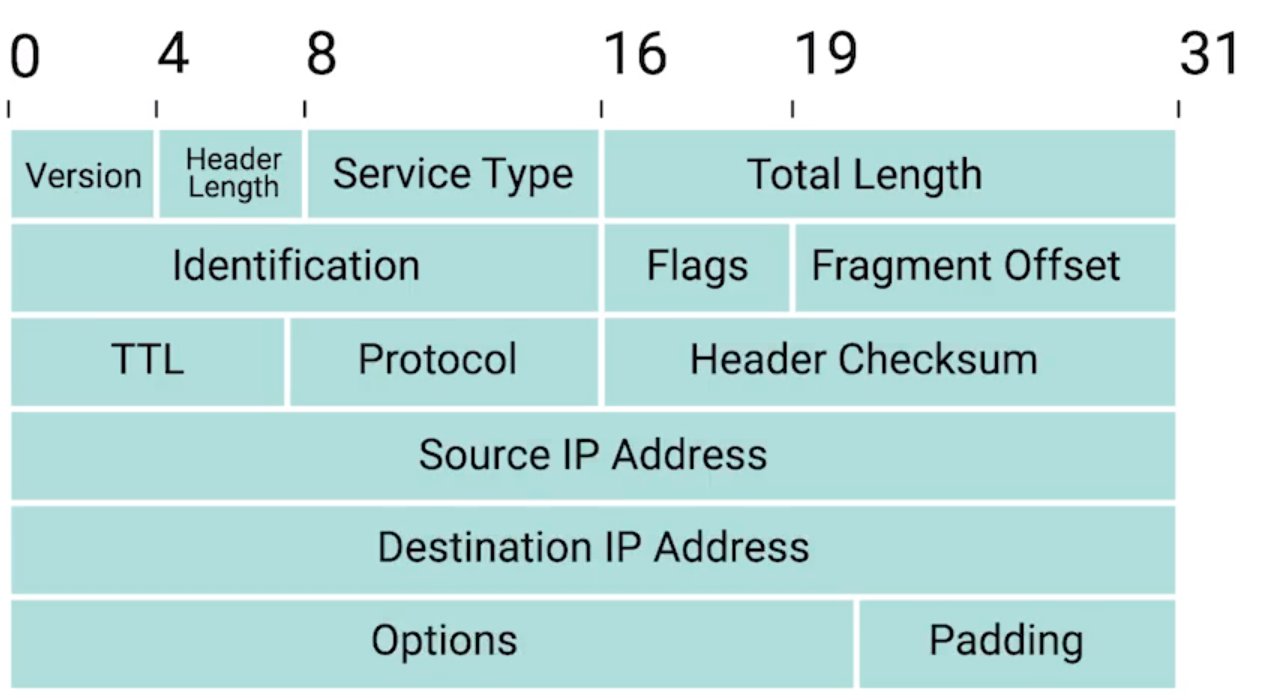 0 4 8 16 19 31
Version Header Length Service Type Total Length
Identification Flags Fragment Offset
TTL Protocol Header Checksum
Source IP Address
Destination IP Address
Options Padding